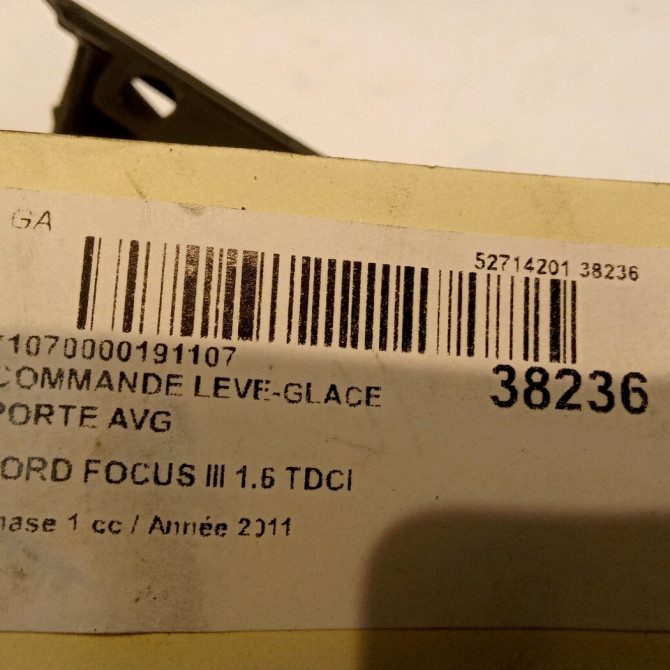 GA
52714201 38236
1070000191107
COMMANDE LEVE-GLACE
38236
PORTE AVG
ORD FOCUS III 1.6 TDCI
hase 1 cc / Année 2011